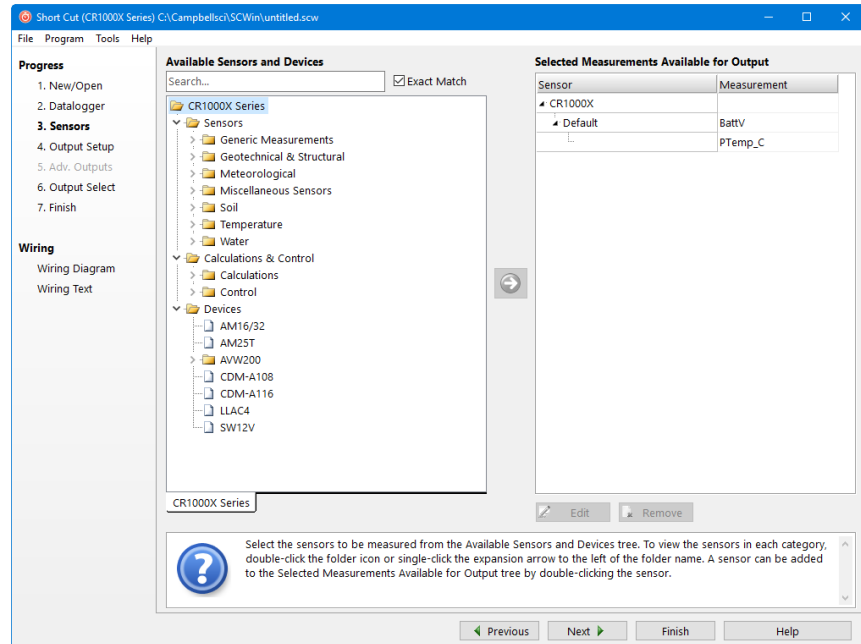 Short Cut (CR1000X Series) C:\Campbellsci\SCWin\untitled.scw
File Program Tools Help
Progress
1. New/Open
2. Datalogger
3. Sensors
4. Output Setup
5. Adv. Outputs
6. Output Select
7. Finish
Wiring
Wiring Diagram
Wiring Text
Available Sensors and Devices
Search...
Exact Match
CR1000X Series
Sensors
Generic Measurements
Geotechnical & Structural
Meteorological
Miscellaneous Sensors
Soil
Temperature
Water
Calculations & Control
Calculations
Control
Devices
AM16/32
AM25T
AVW200
CDM-A108
CDM-A116
LLAC4
SW12V
CR1000X Series
Selected Measurements Available for Output
Sensor Measurement
CR1000X
Default BattV
PTemp_C
Edit Remove
Select the sensors to be measured from the Available Sensors and Devices tree. To view the sensors in each category,
double-click the folder icon or single-click the expansion arrow to the left of the folder name. A sensor can be added
to the Selected Measurements Available for Output tree by double-clicking the sensor.
Previous Next Finish Help